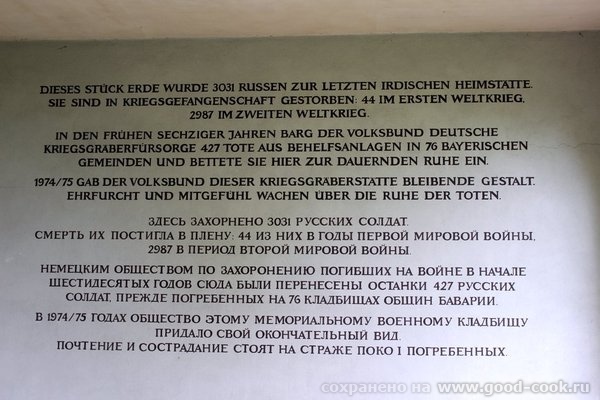 DIESES STÜCK ERDE WURDE 3031 RUSSEN ZUR LETZTEN IRDISCHEN HEIMSTÄTTE.
SIE SIND IN KRIEGSGEFANGENSCHAFT GESTORBEN: 44 IM ERSTEN WELTKRIEG,
2987 IM ZWEITEN WELTKRIEG.
IN DEN FRÜHEN SECHZIGER JAHREN BARG DER VOLKSBUND DEUTSCHE
KRIEGSGRÄBERFÜRSORGE 427 TOTE AUS BEHELFSANLAGEN IN 76 BAYERISCHEN
GEMEINDEN UND BETTETE SIE HIER ZUR DAUERNDEN RUHE EIN.
1974/75 GAB DER VOLKSBUND DIESER KRIEGSGRÄBERSTÄTTE BLEIBENDE GESTALT.
EHRFURCHT UND MITGEFÜHL WACHEN ÜBER DIE RUHE DER TOTEN.
ЗДЕСЬ ЗАХОРНЕНО 3031 РУССКИХ СОЛДАТ.
СМЕРТЬ ИХ ПОСТИГЛА В ПЛЕНУ: 44 ИЗ НИХ В ГОДЫ ПЕРВОЙ МИРОВОЙ ВОЙНЫ,
2987 В ПЕРИОД ВТОРОЙ МИРОВОЙ ВОЙНЫ.
НЕМЕЦКИМ ОБЩЕСТВОМ ПО ЗАХОРОНЕНИЮ ПОГИБШИХ НА ВОЙНЕ В НАЧАЛЕ
ШЕСТИДЕСЯТЫХ ГОДОВ СЮДА БЫЛИ ПЕРЕНЕСЕНЫ ОСТАНКИ 427 РУССКИХ
СОЛДАТ, ПРЕЖДЕ ПОГРЕБЕННЫХ НА 76 КЛАДБИЩАХ ОБЩИН БАВАРИИ.
В 1974/75 ГОДАХ ОБЩЕСТВО ЭТОМУ МЕМОРИАЛЬНОМУ ВОЕННОМУ КЛАДБИЩУ
ПРИДАЛО СВОЙ ОКОНЧАТЕЛЬНЫЙ ВИД.
ПОЧТЕНИЕ И СОСТРАДАНИЕ СТОЯТ НА СТРАЖЕ ПОКО I ПОГРЕБЕННЫХ.
сохранено на www.good-cook.ru